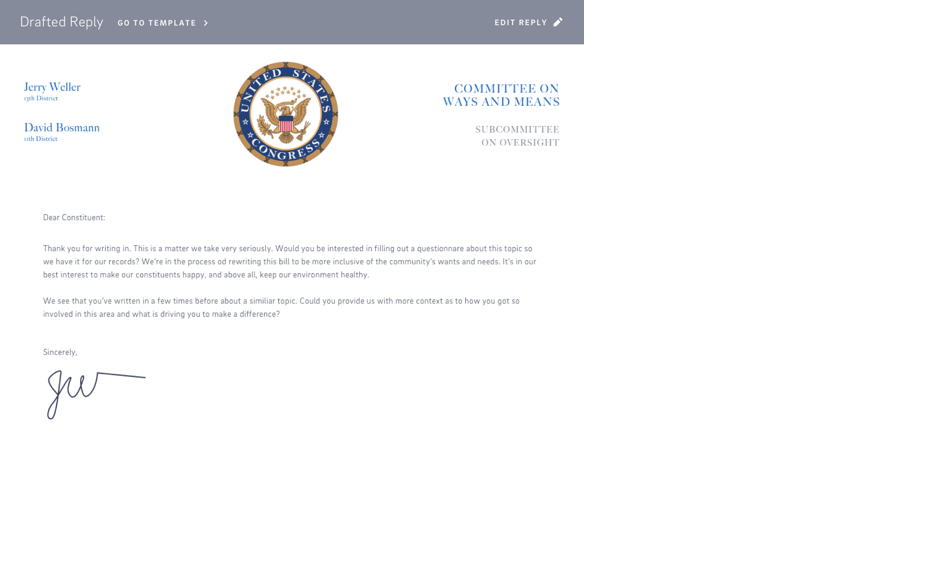 Drafted Reply GO TO TEMPLATE
EDIT REPLY
Jerry Weller
13th District
David Bosmann
11th District
UNITED STATES
CONGRESS
COMMITTEE ON
WAYS AND MEANS
SUBCOMMITTEE
ON OVERSIGHT
Dear Constituent:
Thank you for writing in. This is a matter we take very seriously. Would you be interested in filling out a questionnare about this topic so
we have it for our records? We're in the process od rewriting this bill to be more inclusive of the community's wants and needs. It's in our
best interest to make our constituents happy, and above all, keep our environment healthy.
We see that you've written in a few times before about a similiar topic. Could you provide us with more context as to how you got so
involved in this area and what is driving you to make a difference?
Sincerely,